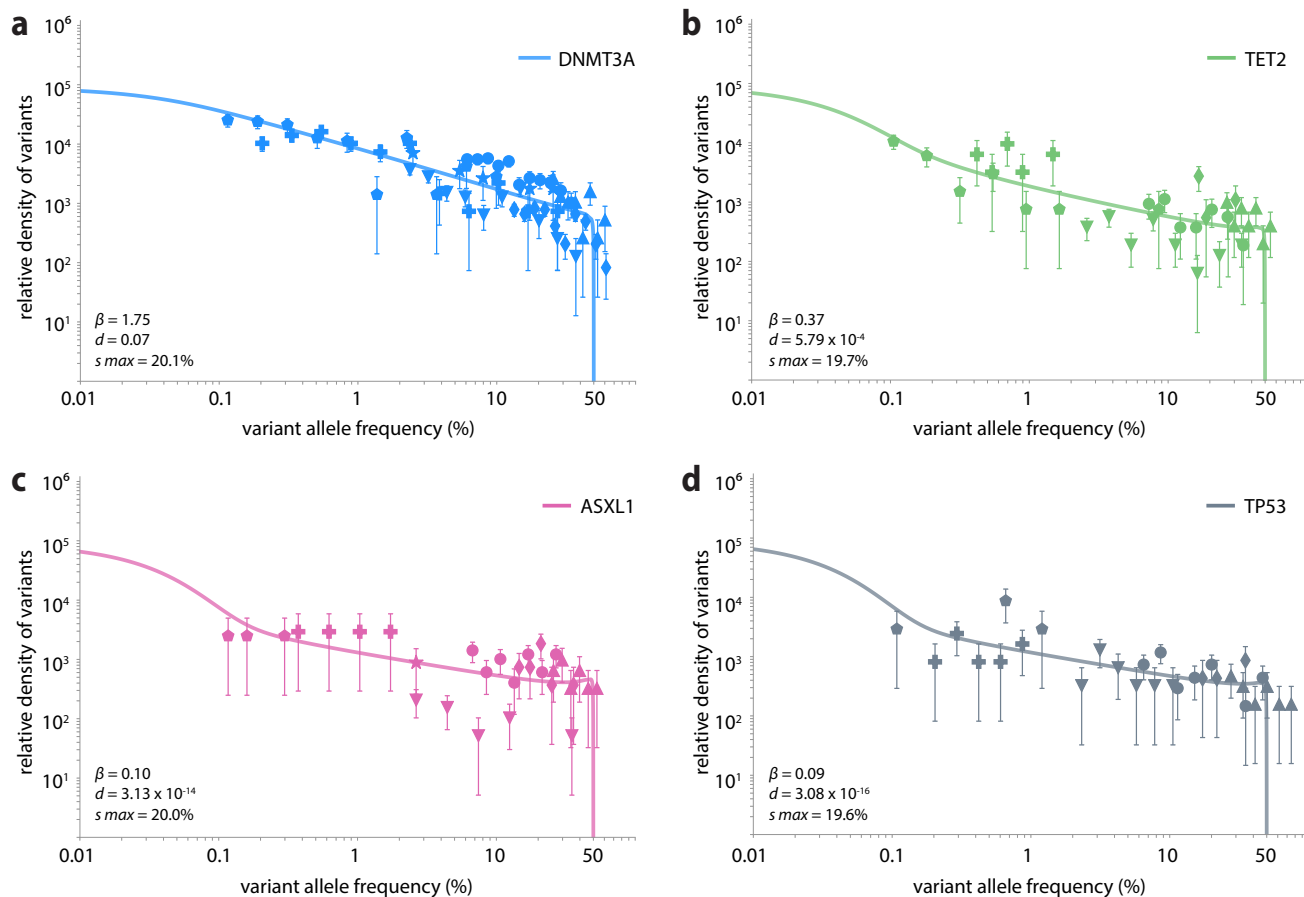 a
DNMT3A
relative density of variants
10⁶
10⁵
10⁴
10³
10²
10¹
β = 1.75
d = 0.07
s max = 20.1%
0.01 0.1 1 10 50
variant allele frequency (%)
b
TET2
relative density of variants
10⁶
10⁵
10⁴
10³
10²
10¹
β = 0.37
d = 5.79 x 10⁻⁴
s max = 19.7%
0.01 0.1 1 10 50
variant allele frequency (%)
c
ASXL1
relative density of variants
10⁶
10⁵
10⁴
10³
10²
10¹
β = 0.10
d = 3.13 x 10⁻¹⁴
s max = 20.0%
0.01 0.1 1 10 50
variant allele frequency (%)
d
TP53
relative density of variants
10⁶
10⁵
10⁴
10³
10²
10¹
β = 0.09
d = 3.08 x 10⁻¹⁶
s max = 19.6%
0.01 0.1 1 10 50
variant allele frequency (%)